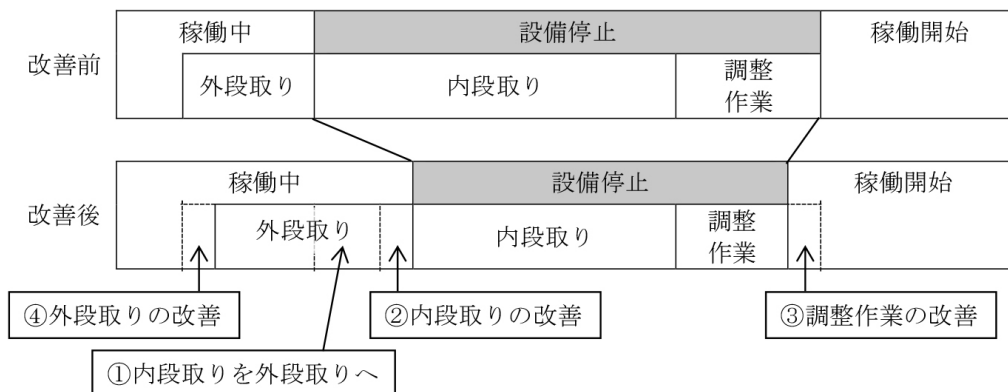 稼働中
設備停止
稼働開始
改善前
外段取り
内段取り
調整
作業
稼働中
設備停止
稼働開始
改善後
外段取り
内段取り
調整
作業
④外段取りの改善
②内段取りの改善
③調整作業の改善
①内段取りを外段取りへ